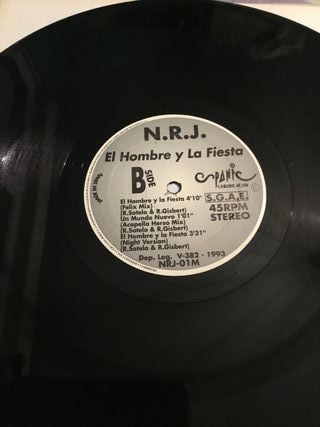 N.R.J.
El Hombre y La Fiesta
B SIDE
Panic
S.G.A.E.
45RPM
STEREO
El Hombre y la Fiesta 4'10"
(Felix Mix)
(R.Sotelo & R.Gisbert)
Un Mundo Nuevo 1'01"
(Acapella Hersa Mix)
(R.Sotelo & R.Gisbert)
El Hombre y la Fiesta 3'31"
(Night Version)
(R.Sotelo & R.Gisbert)
Dep. Leg. V-382 - 1993
NRJ-01M